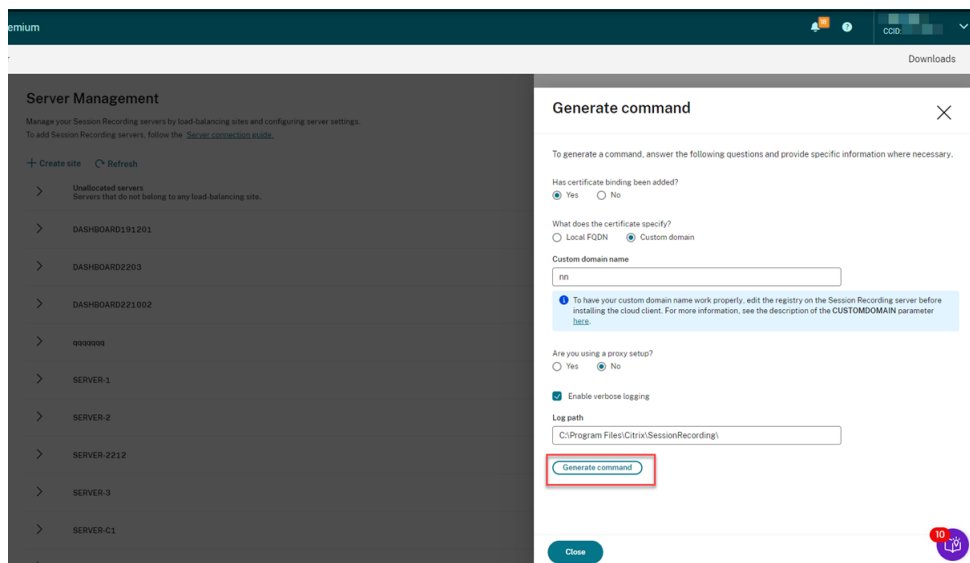 emium
18
CCID:
Downloads
Server Management
Manage your Session Recording servers by load-balancing sites and configuring server settings.
To add Session Recording servers, follow the Server connection guide.
+ Create site Refresh
Unallocated servers
Servers that do not belong to any load-balancing site.
DASHBOARD191201
DASHBOARD2203
DASHBOARD221002
qqqqqqq
SERVER-1
SERVER-2
SERVER-2212
SERVER-3
SERVER-C1
Generate command
To generate a command, answer the following questions and provide specific information where necessary.
Has certificate binding been added?
Yes No
What does the certificate specify?
Local FQDN Custom domain
Custom domain name
nn
To have your custom domain name work properly, edit the registry on the Session Recording server before
installing the cloud client. For more information, see the description of the CUSTOMDOMAIN parameter
here.
Are you using a proxy setup?
Yes No
Enable verbose logging
Log path
C:\Program Files\Citrix\SessionRecording\
Generate command
Close
10